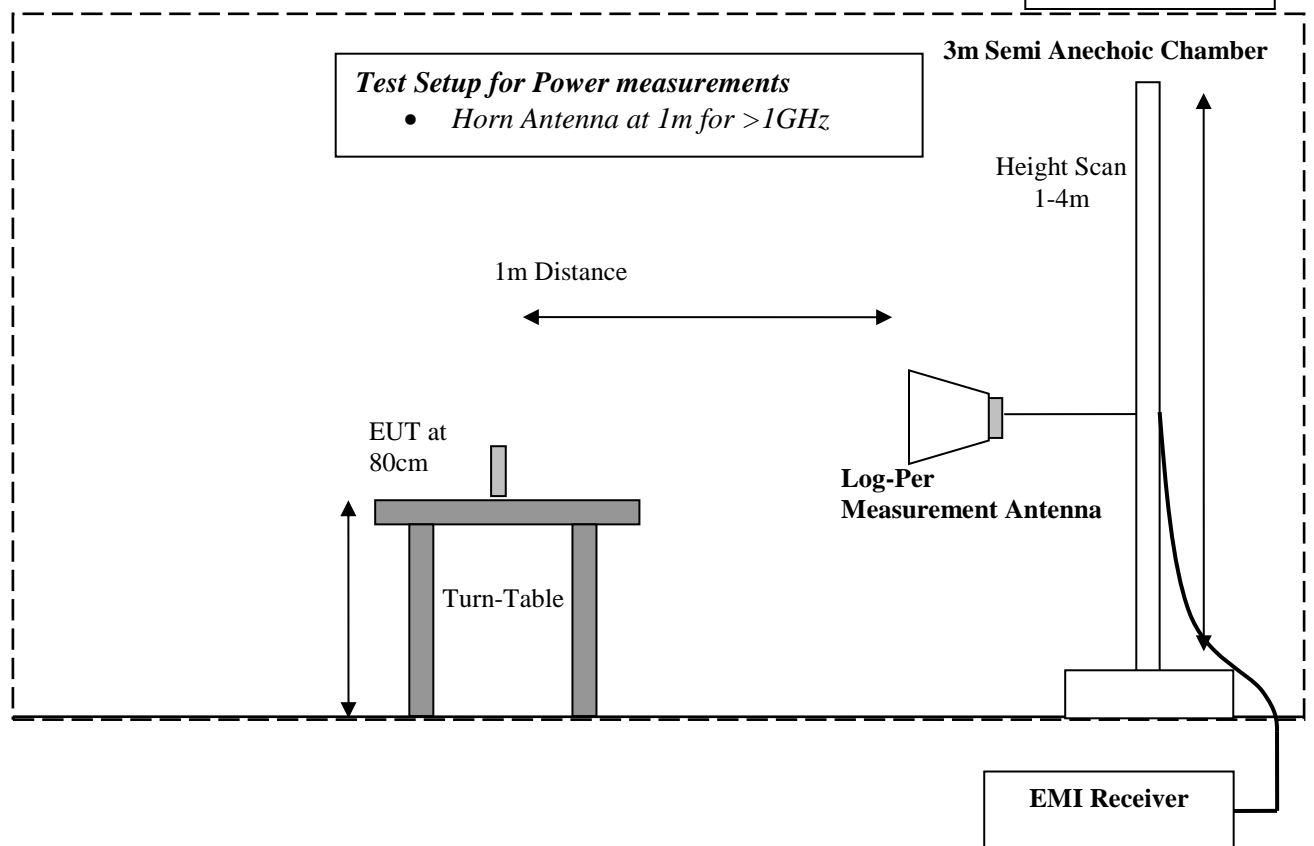 3m Semi Anechoic Chamber
Test Setup for Power measurements
• Horn Antenna at 1m for >1GHz
Height Scan
1-4m
1m Distance
EUT at
80cm
Log-Per
Measurement Antenna
Turn-Table
EMI Receiver